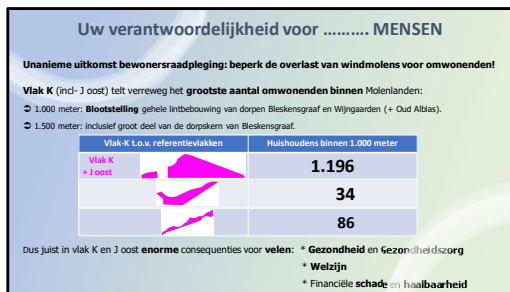 Uw verantwoordelijkheid voor .......... MENSEN
Unanieme uitkomst bewonersraadpleging: beperk de overlast van windmolens voor omwonenden!
Vlak K (incl- J oost) telt verreweg het grootste aantal omwonenden binnen Molenlanden:
➲ 1.000 meter: Blootstelling gehele lintbebouwing van dorpen Bleskensgraaf en Wijngaarden (+ Oud Alblas).
➲ 1.500 meter: inclusief groot deel van de dorpskern van Bleskensgraaf.
Vlak-K t.o.v. referentievlakken Huishoudens binnen 1.000 meter
Vlak K
+ J oost 1.196
34
86
Dus juist in vlak K en J oost enorme consequenties voor velen: * Gezondheid en Gezondheidszorg
* Welzijn
* Financiële schade en haalbaarheid